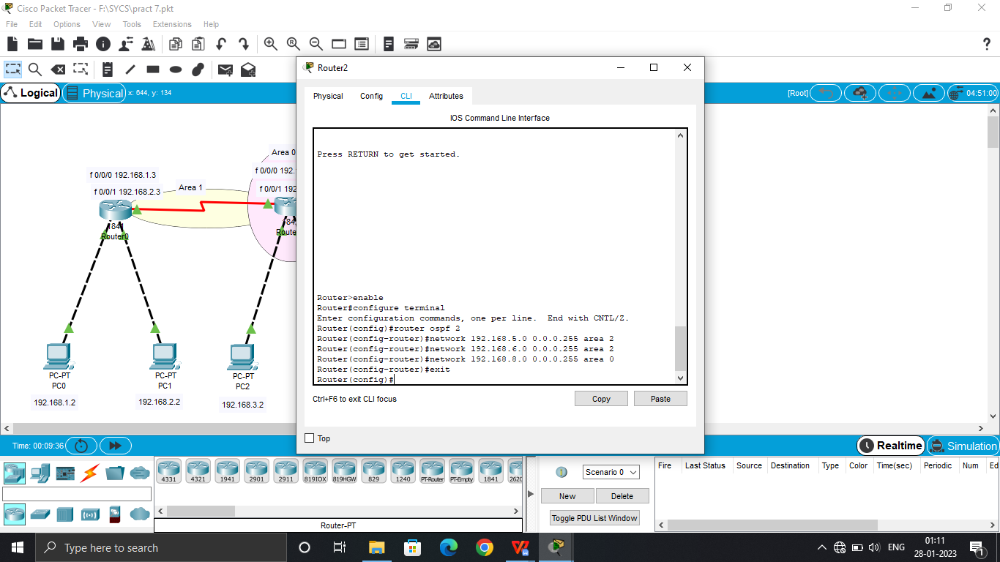 Cisco Packet Tracer - F:\SYCS\pract 7.pkt
File Edit Options View Tools Extensions Help
Logical
Physical
x: 644, y: 134
[Root]
04:51:00
Area 0
f 0/0/0 192.168.1.3
f 0/0/0 192.
f 0/0/1 192.168.2.3
Area 1
f 0/0/1 192
1841
Router0
184
Route
PC-PT
PC0
192.168.1.2
PC-PT
PC1
192.168.2.2
PC-PT
PC2
192.168.3.2
Router2
Physical Config CLI Attributes
IOS Command Line Interface
Press RETURN to get started.
Router>enable
Router#configure terminal
Enter configuration commands, one per line.  End with CNTL/Z.
Router(config)#router ospf 2
Router(config-router)#network 192.168.5.0 0.0.0.255 area 2
Router(config-router)#network 192.168.6.0 0.0.0.255 area 2
Router(config-router)#network 192.168.8.0 0.0.0.255 area 0
Router(config-router)#exit
Router(config)#
Ctrl+F6 to exit CLI focus
Copy
Paste
Top
Time: 00:09:36
Realtime
Simulation
4331 4321 1941 2901 2911 819IOX 819HGW 829 1240 PT-Router PT-Empty 1841 2620
Router-PT
Scenario 0
New
Delete
Toggle PDU List Window
Fire Last Status Source Destination Type Color Time(sec) Periodic Num Ed
Type here to search
ENG
01:11
28-01-2023
1